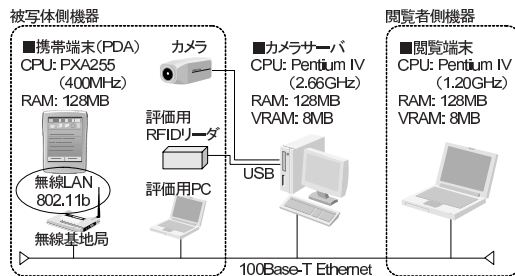 被写体側機器
■携帯端末(PDA)
CPU: PXA255
(400MHz)
RAM: 128MB
無線LAN
802.11b
無線基地局
カメラ
評価用
RFIDリーダ
評価用PC
■カメラサーバ
CPU: Pentium IV
(2.66GHz)
RAM: 128MB
VRAM: 8MB
USB
100Base-T Ethernet
閲覧者側機器
■閲覧端末
CPU: Pentium IV
(1.20GHz)
RAM: 128MB
VRAM: 8MB